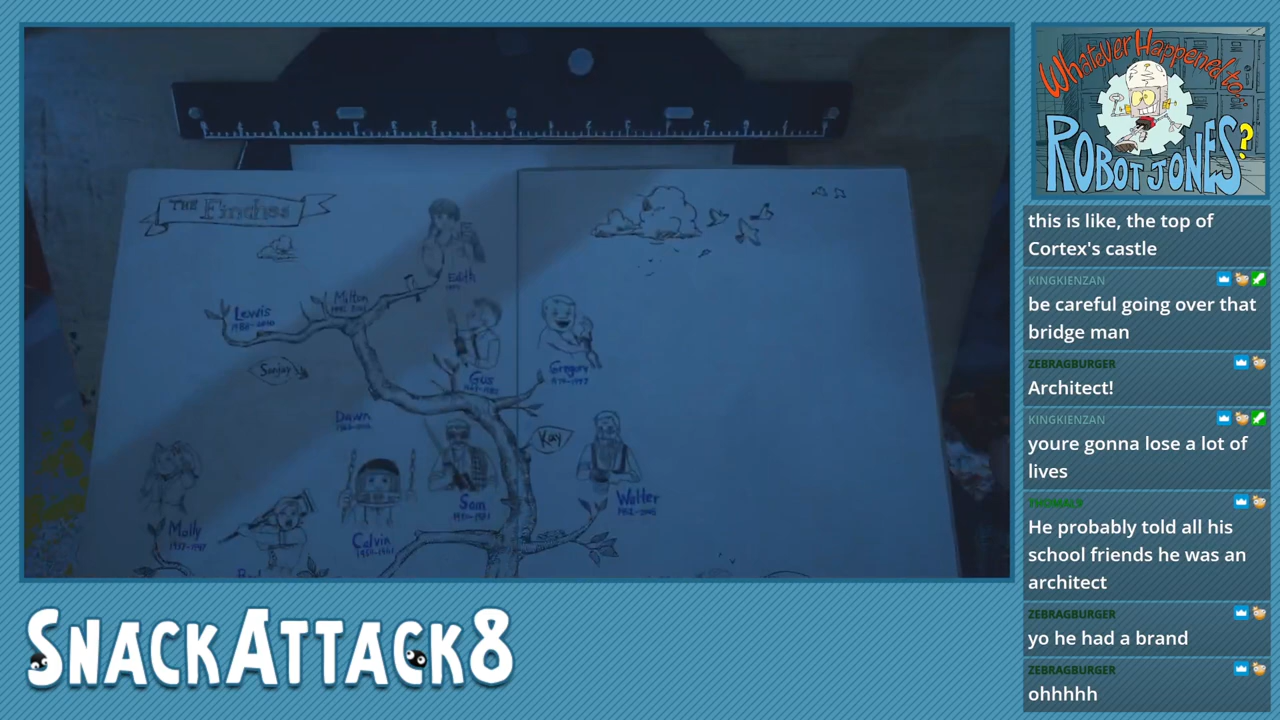 THE Finches
Edith
Lewis
Milton
Sanjay
Gus
Gregory
Dawn
Kay
Sam
Walter
Molly
Calvin
Whatever Happened to...
ROBOT JONES?
this is like, the top of
Cortex's castle
KINGKIENZAN
be careful going over that
bridge man
ZEBRAGBURGER
Architect!
KINGKIENZAN
youre gonna lose a lot of
lives
He probably told all his
school friends he was an
architect
ZEBRAGBURGER
yo he had a brand
ZEBRAGBURGER
ohhhhh
SNACKATTACK8